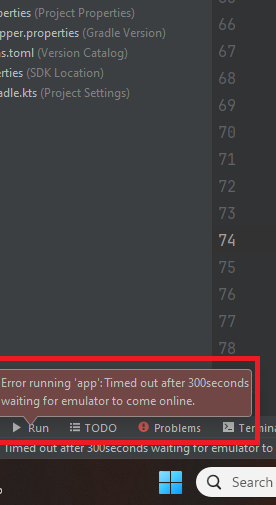 perties (Project Properties)
pper.properties (Gradle Version)
s.toml (Version Catalog)
erties (SDK Location)
adle.kts (Project Settings)
66
67
68
69
70
71
72
73
74
75
76
77
78
Error running 'app': Timed out after 300seconds
waiting for emulator to come online.
Run TODO Problems Termina
Timed out after 300seconds waiting for emulator to
Search